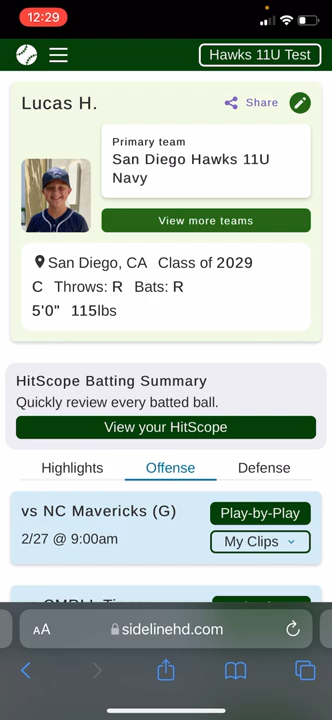 12:29
Hawks 11U Test
Lucas H.
Share
Primary team
San Diego Hawks 11U
Navy
View more teams
San Diego, CA Class of 2029
C Throws: R Bats: R
5'0" 115lbs
HitScope Batting Summary
Quickly review every batted ball.
View your HitScope
Highlights Offense Defense
vs NC Mavericks (G)
Play-by-Play
2/27 @ 9:00am
My Clips
AA sidelinehd.com